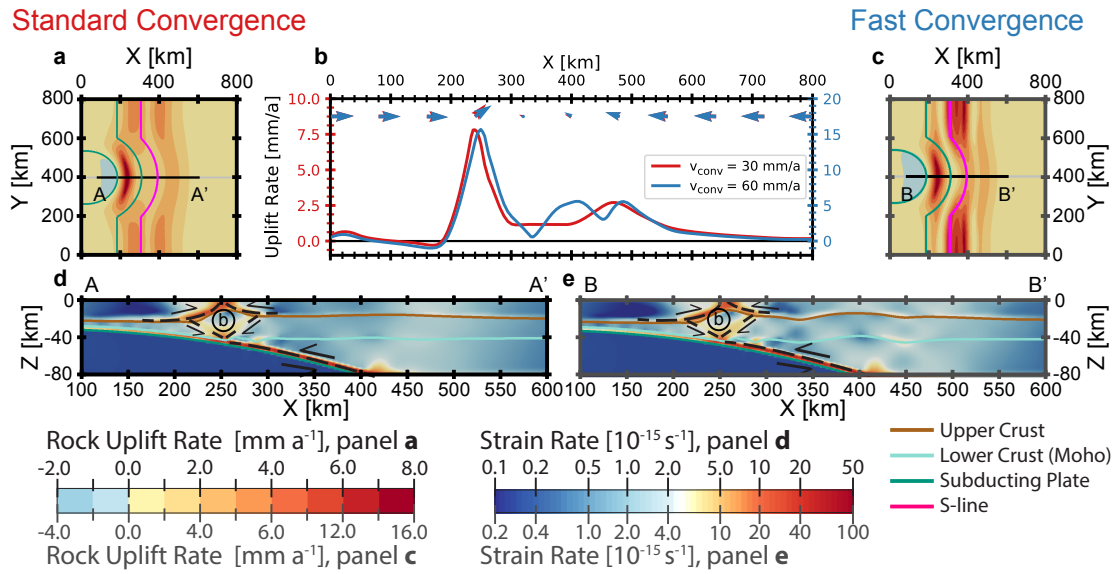 Standard Convergence
Fast Convergence
a
X [km]
0 400 800
800
600
400
200
0
Y [km]
A
A'
b
X [km]
0 100 200 300 400 500 600 700 800
10.0
7.5
5.0
2.5
0.0
Uplift Rate [mm/a]
20
15
10
5
0
v_conv = 30 mm/a
v_conv = 60 mm/a
c
X [km]
0 400 800
800
600
400
200
0
Y [km]
B
B'
d
A
A'
0
-40
-80
Z [km]
b
100 150 200 250 300 350 400 450 500 550 600
X [km]
e
B
B'
0
-40
-80
Z [km]
b
100 150 200 250 300 350 400 450 500 550 600
X [km]
Rock Uplift Rate [mm a⁻¹], panel a
-2.0 0.0 2.0 4.0 6.0 8.0
-4.0 0.0 4.0 8.0 12.0 16.0
Rock Uplift Rate [mm a⁻¹], panel c
Strain Rate [10⁻¹⁵ s⁻¹], panel d
0.1 0.2 0.5 1.0 2.0 5.0 10 20 50
0.2 0.4 1.0 2.0 4.0 10 20 40 100
Strain Rate [10⁻¹⁵ s⁻¹], panel e
Upper Crust
Lower Crust (Moho)
Subducting Plate
S-line